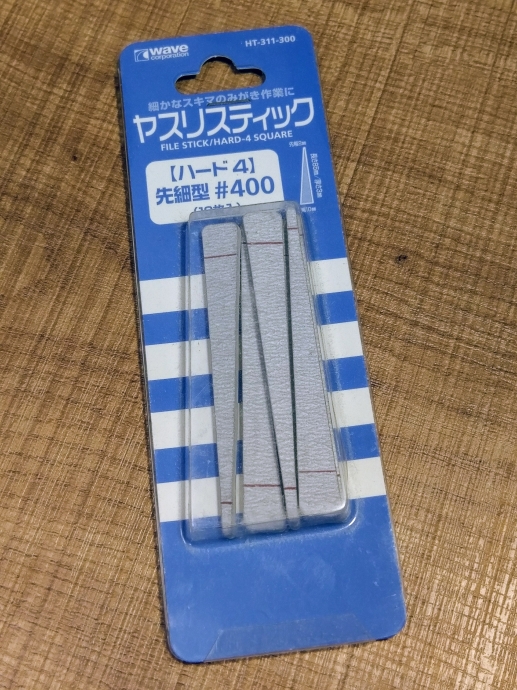 wave
corporation
HT-311-300
細かなスキマのみがき作業に
ヤスリスティック
FILE STICK/HARD-4 SQUARE
【ハード4】
先細型 #400